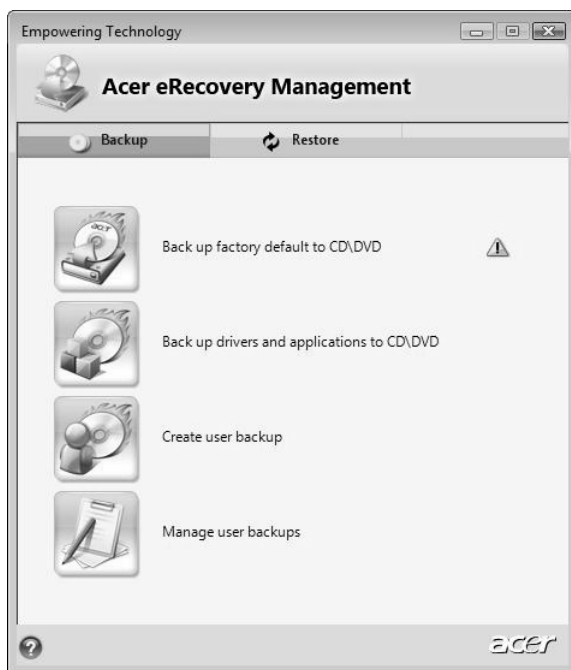 Empowering Technology
Acer eRecovery Management
Backup
Restore
Back up factory default to CD\DVD
Back up drivers and applications to CD\DVD
Create user backup
Manage user backups
acer